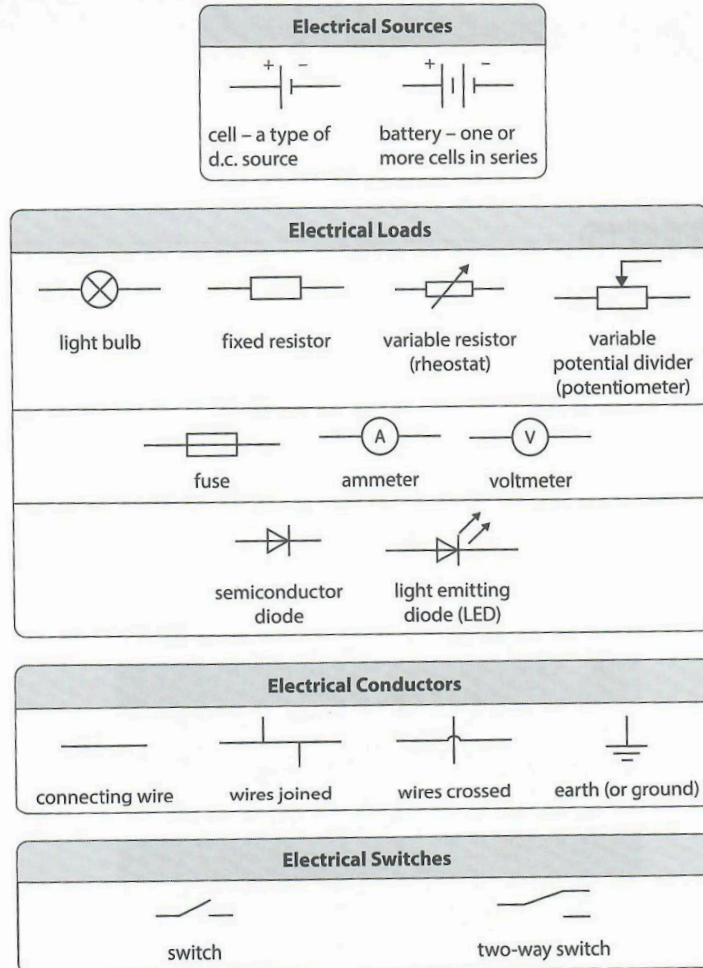 Electrical Sources
+ −
+ −
cell – a type of
d.c. source
battery – one or
more cells in series
Electrical Loads
light bulb
fixed resistor
variable resistor
(rheostat)
variable
potential divider
(potentiometer)
A
V
fuse
ammeter
voltmeter
semiconductor
diode
light emitting
diode (LED)
Electrical Conductors
connecting wire
wires joined
wires crossed
earth (or ground)
Electrical Switches
switch
two-way switch